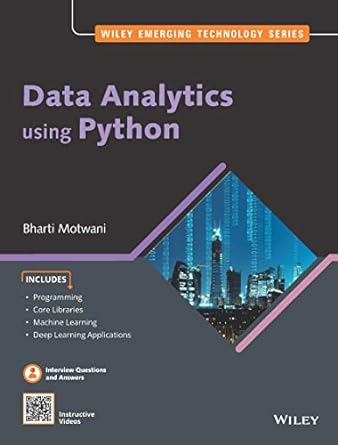 WILEY EMERGING TECHNOLOGY SERIES
Data Analytics
using Python
Bharti Motwani
INCLUDES
• Programming
• Core Libraries
• Machine Learning
• Deep Learning Applications
Interview Questions
and Answers
Instructive
Videos
WILEY